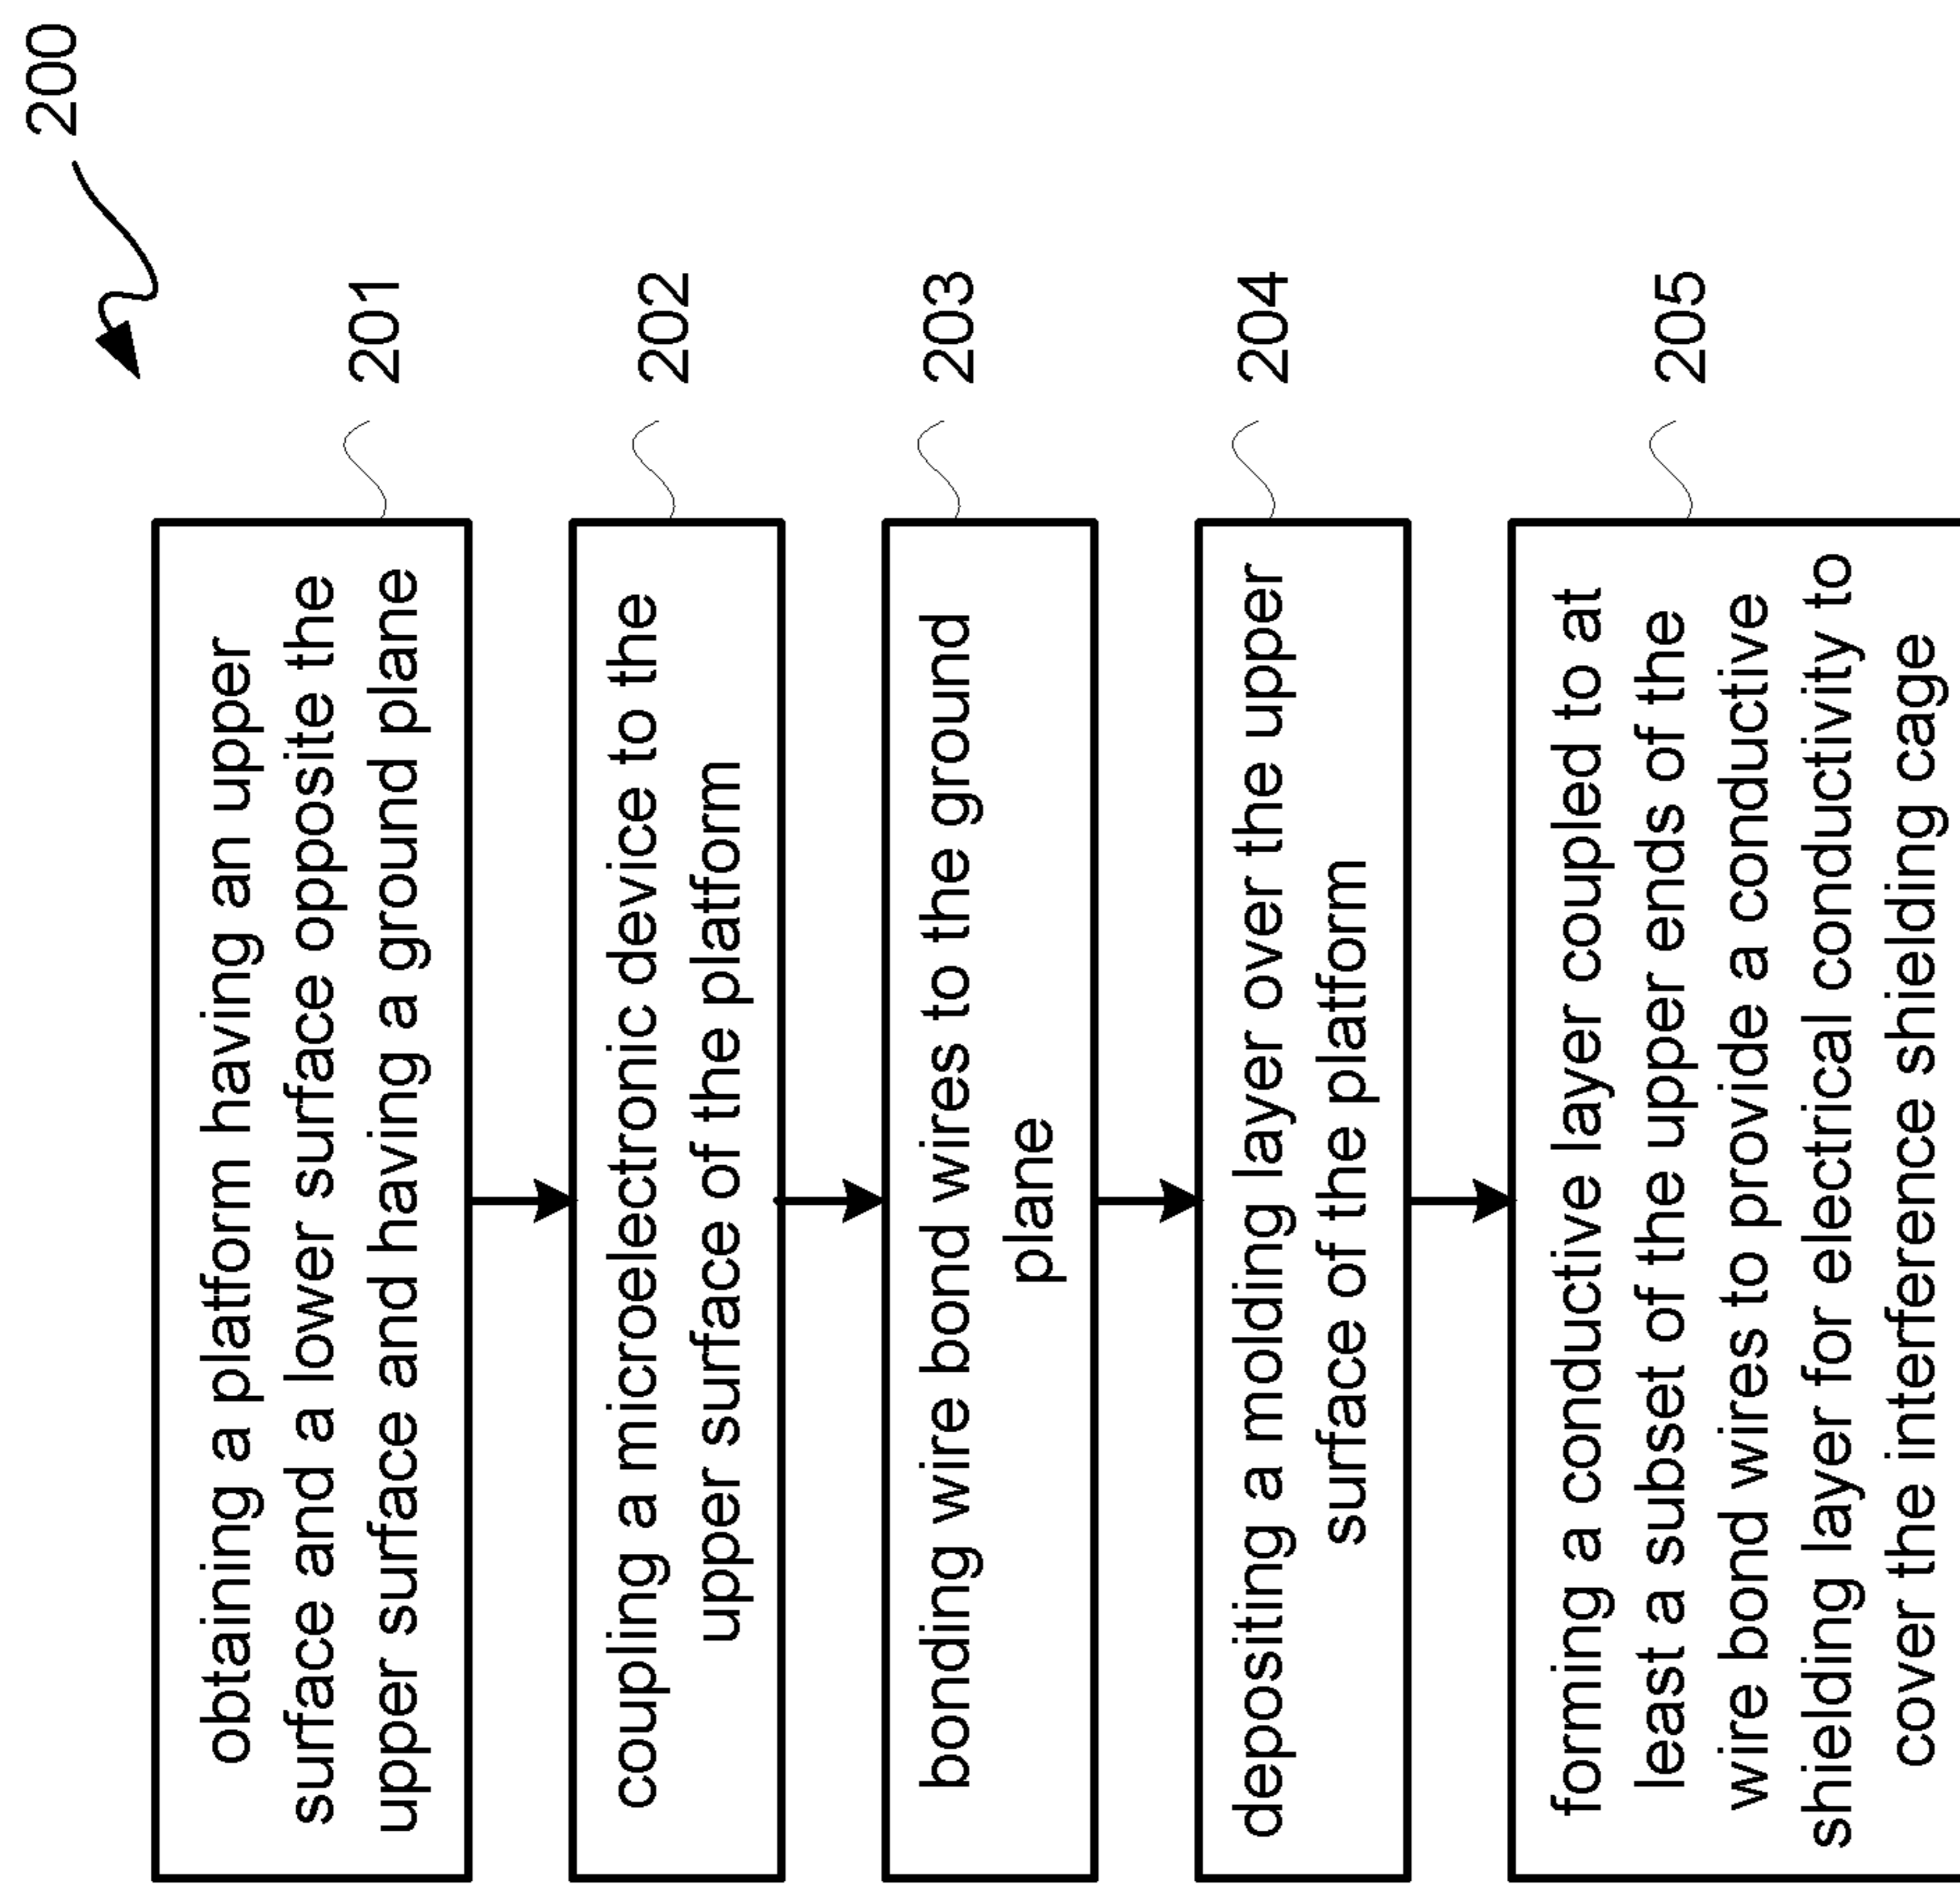 200
obtaining a platform having an upper
surface and a lower surface opposite the
upper surface and having a ground plane
201
coupling a microelectronic device to the
upper surface of the platform
202
bonding wire bond wires to the ground
plane
203
depositing a molding layer over the upper
surface of the platform
204
forming a conductive layer coupled to at
least a subset of the upper ends of the
wire bond wires to provide a conductive
shielding layer for electrical conductivity to
cover the interference shielding cage
205